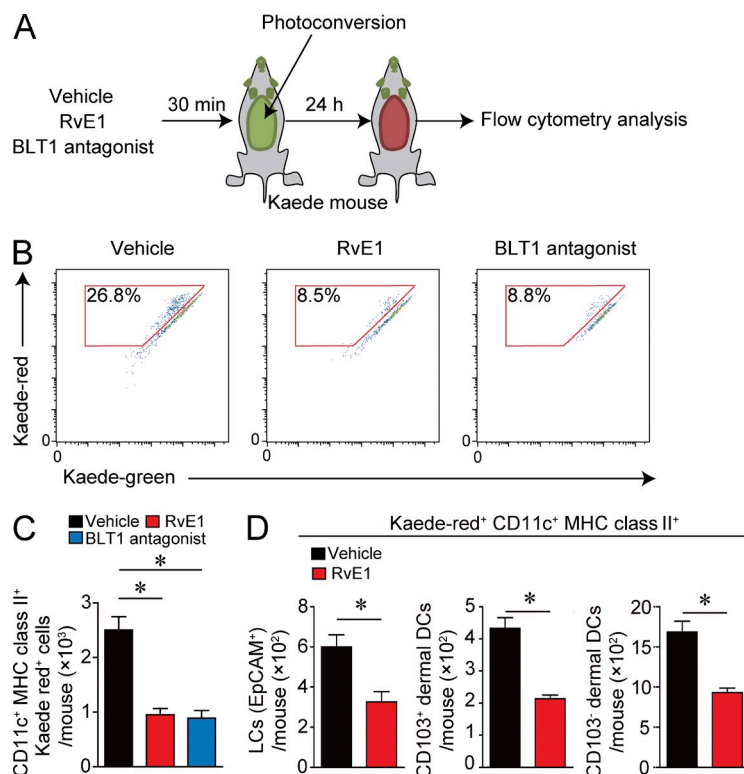 A
Photoconversion
Vehicle
RvE1
BLT1 antagonist
30 min
24 h
Flow cytometry analysis
Kaede mouse
B
Vehicle
RvE1
BLT1 antagonist
26.8%
8.5%
8.8%
Kaede-red
0
0
0
0
0
0
Kaede-green
C
Vehicle
RvE1
BLT1 antagonist
*
*
CD11c⁺ MHC class II⁺
Kaede red⁺ cells
/mouse (×10³)
3
2
1
0
D
Kaede-red⁺ CD11c⁺ MHC class II⁺
Vehicle
RvE1
LCs (EpCAM⁺)
/mouse (×10²)
8
6
4
2
0
*
CD103⁺ dermal DCs
/mouse (×10²)
5
4
3
2
1
0
*
CD103⁻ dermal DCs
/mouse (×10²)
20
15
10
5
0
*